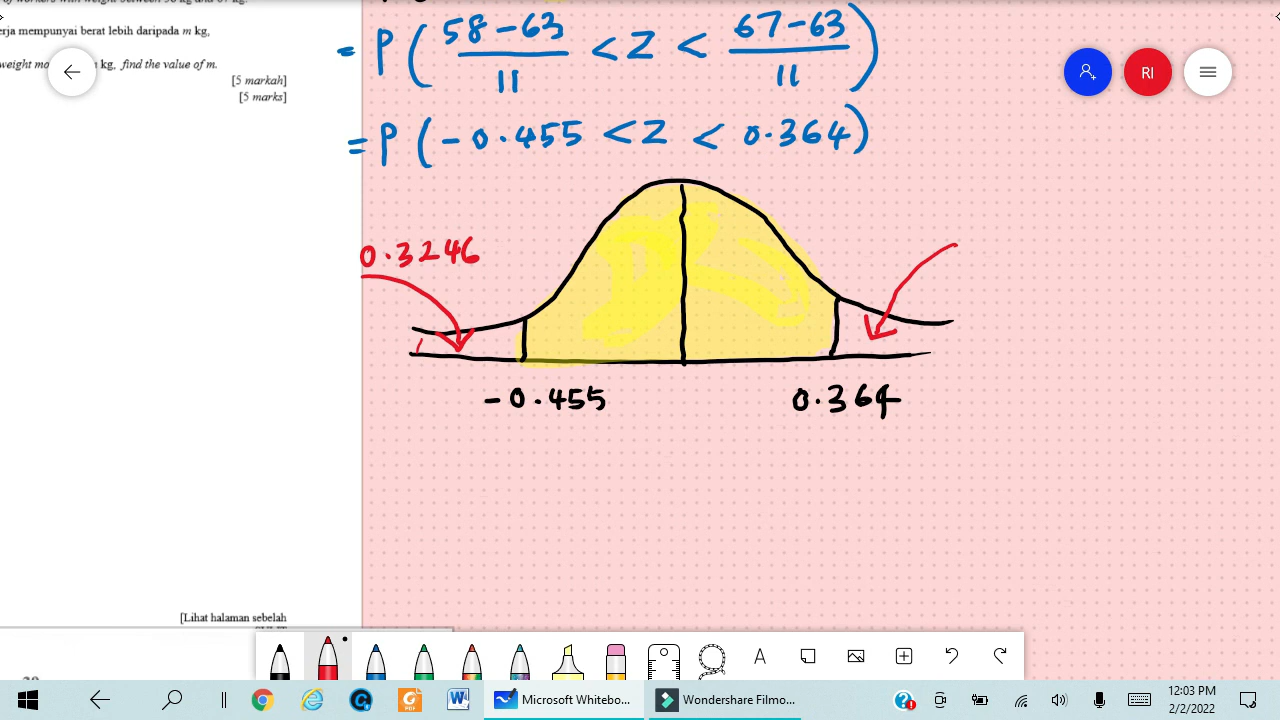 erja mempunyai berat lebih daripada m kg,
kg, find the value of m.
[5 markah]
[5 marks]
= P ( 58-63 / 11 < Z < 67-63 / 11 )
RI
= P ( -0.455 < Z < 0.364 )
0.3246
-0.455
0.364
[Lihat halaman sebelah
A
Microsoft Whitebo...
Wondershare Filmo...
12:03 PM
2/2/2022